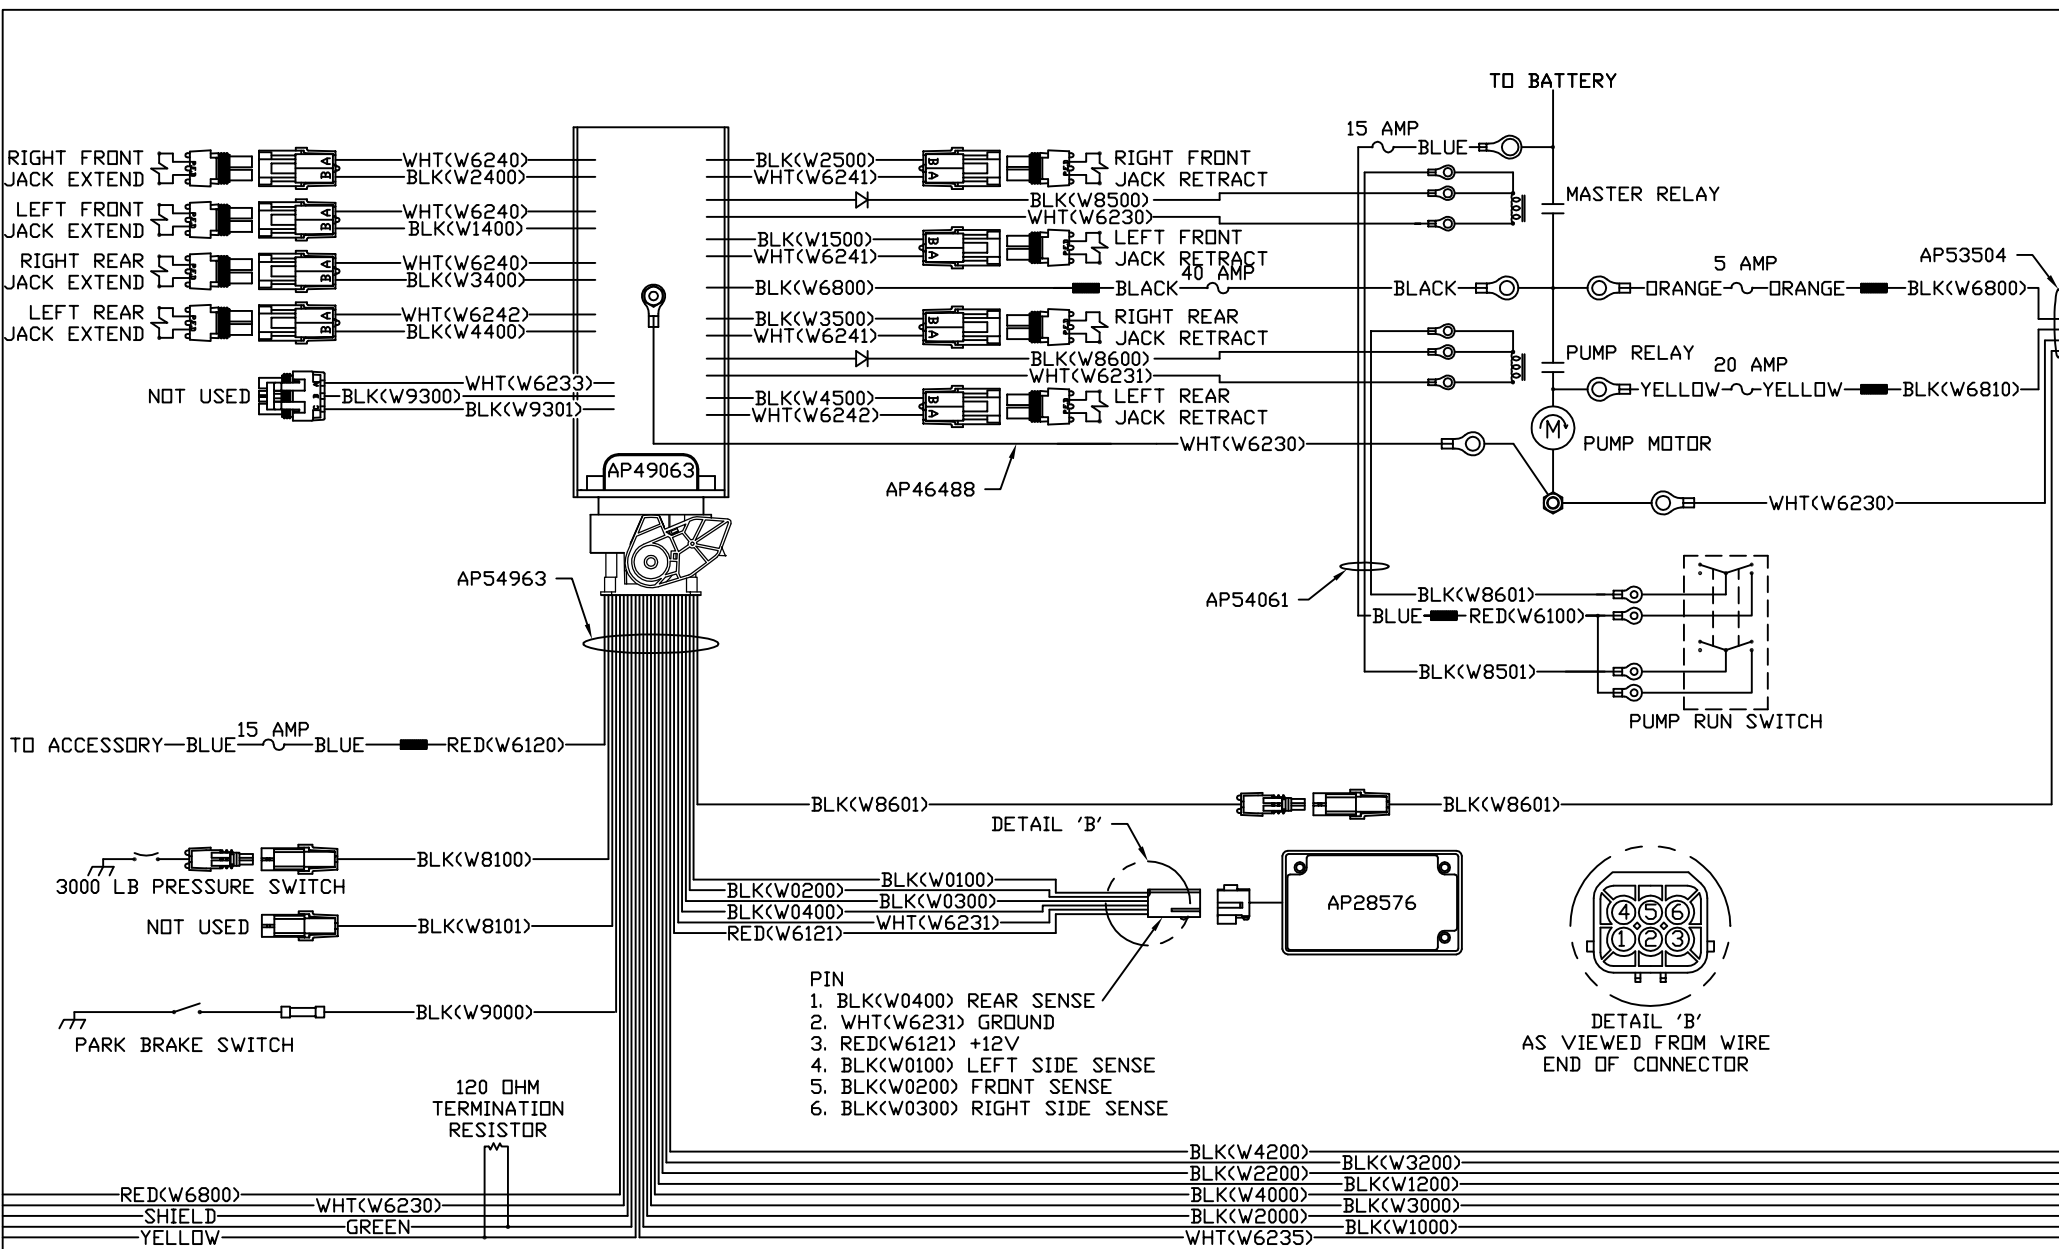 TO BATTERY
15 AMP
BLUE
RIGHT FRONT
JACK EXTEND
A
B
WHT(W6240)
BLK(W2400)
BLK(W2500)
WHT(W6241)
B
A
RIGHT FRONT
JACK RETRACT
BLK(W8500)
WHT(W6230)
MASTER RELAY
LEFT FRONT
JACK EXTEND
A
B
WHT(W6240)
BLK(W1400)
BLK(W1500)
WHT(W6241)
B
A
LEFT FRONT
JACK RETRACT
RIGHT REAR
JACK EXTEND
A
B
WHT(W6240)
BLK(W3400)
BLK(W6800)
BLACK
40 AMP
BLACK
5 AMP
ORANGE
ORANGE
BLK(W6800)
AP53504
LEFT REAR
JACK EXTEND
A
B
WHT(W6242)
BLK(W4400)
BLK(W3500)
WHT(W6241)
B
A
RIGHT REAR
JACK RETRACT
BLK(W8600)
WHT(W6231)
PUMP RELAY
20 AMP
YELLOW
YELLOW
BLK(W6810)
NOT USED
WHT(W6233)
BLK(W9300)
BLK(W9301)
BLK(W4500)
WHT(W6242)
B
A
LEFT REAR
JACK RETRACT
M
PUMP MOTOR
WHT(W6230)
AP49063
AP46488
WHT(W6230)
AP54963
AP54061
BLK(W8601)
BLUE
RED(W6100)
BLK(W8501)
PUMP RUN SWITCH
TO ACCESSORY
BLUE
15 AMP
BLUE
RED(W6120)
BLK(W8601)
BLK(W8601)
DETAIL 'B'
BLK(W8100)
3000 LB PRESSURE SWITCH
NOT USED
BLK(W8101)
BLK(W0100)
BLK(W0200)
BLK(W0300)
BLK(W0400)
WHT(W6231)
RED(W6121)
AP28576
4 5 6
1 2 3
DETAIL 'B'
AS VIEWED FROM WIRE
END OF CONNECTOR
PIN
1. BLK(W0400) REAR SENSE
2. WHT(W6231) GROUND
3. RED(W6121) +12V
4. BLK(W0100) LEFT SIDE SENSE
5. BLK(W0200) FRONT SENSE
6. BLK(W0300) RIGHT SIDE SENSE
BLK(W9000)
PARK BRAKE SWITCH
120 OHM
TERMINATION
RESISTOR
RED(W6800)
WHT(W6230)
SHIELD
GREEN
YELLOW
BLK(W4200)
BLK(W3200)
BLK(W2200)
BLK(W1200)
BLK(W4000)
BLK(W3000)
BLK(W2000)
BLK(W1000)
WHT(W6235)